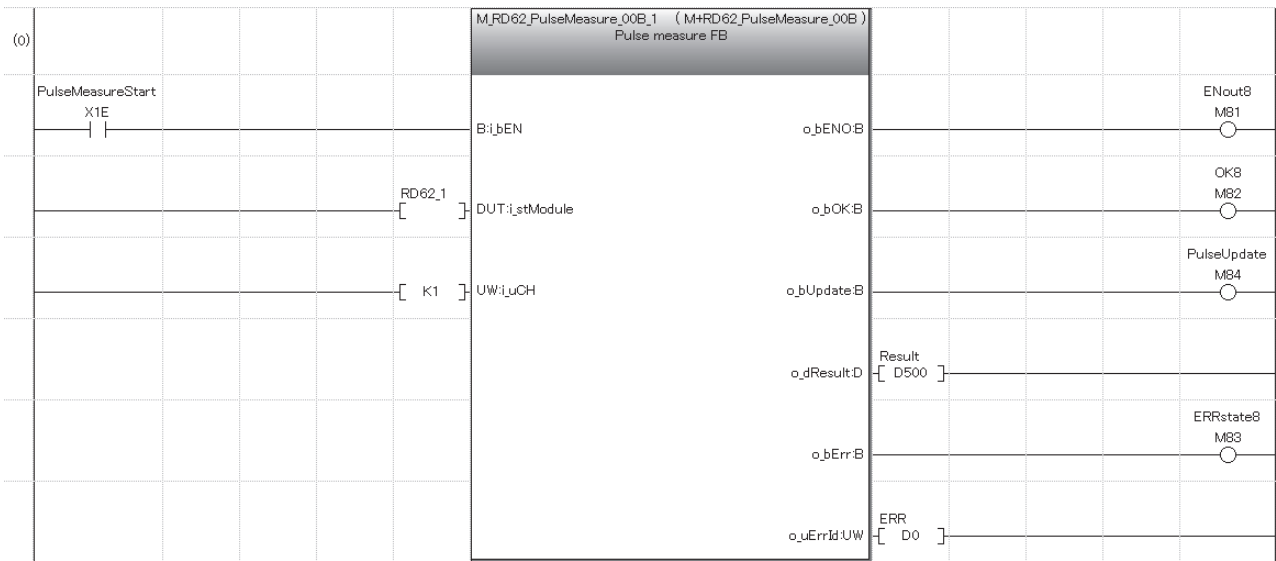 M_RD62_PulseMeasure_00B_1 ( M+RD62_PulseMeasure_00B )
Pulse measure FB
(0)
PulseMeasureStart
X1E
B:i_bEN
o_bENO:B
ENout8
M81
RD62_1
DUT:i_stModule
o_bOK:B
OK8
M82
K1
UW:i_uCH
o_bUpdate:B
PulseUpdate
M84
o_dResult:D
Result
D500
o_bErr:B
ERRstate8
M83
o_uErrId:UW
ERR
D0